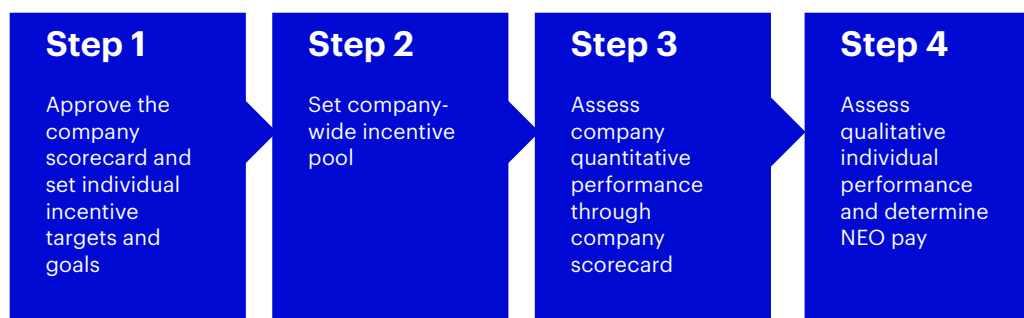 Step 1
Approve the
company
scorecard and
set individual
incentive
targets and
goals
Step 2
Set company-
wide incentive
pool
Step 3
Assess
company
quantitative
performance
through
company
scorecard
Step 4
Assess
qualitative
individual
performance
and determine
NEO pay